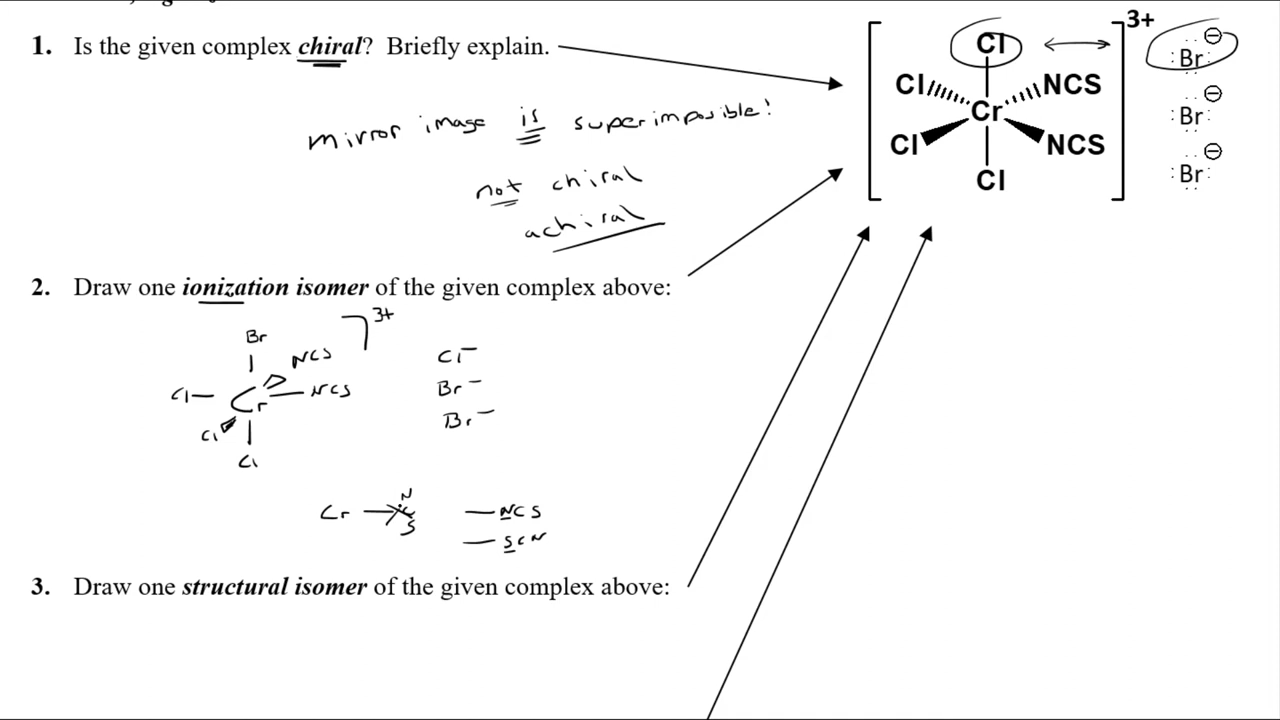 1. Is the given complex chiral? Briefly explain.
mirror image is superimposible!
not chiral
achiral
[ ]3+
Cl
Cl NCS
Cr
Cl NCS
Cl
:Br: ⊖
:Br: ⊖
:Br: ⊖
2. Draw one ionization isomer of the given complex above:
Br ]3+
NCS
Cl Cr NCS
Cl
Cl
Cl⁻
Br⁻
Br⁻
Cr N
C
S
NCS
SCN
3. Draw one structural isomer of the given complex above: